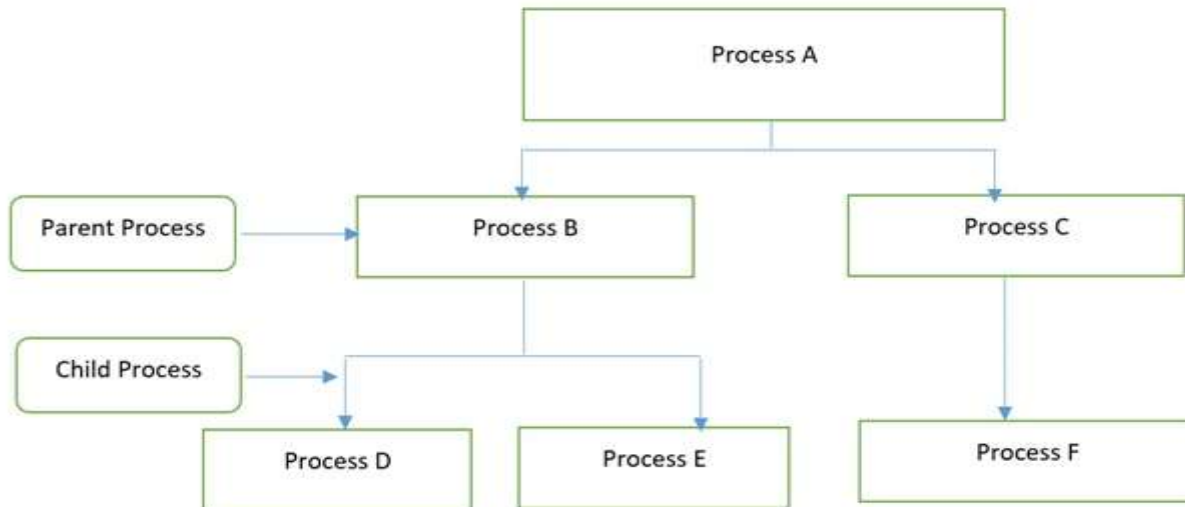 Process A
Parent Process
Process B
Process C
Child Process
Process D
Process E
Process F